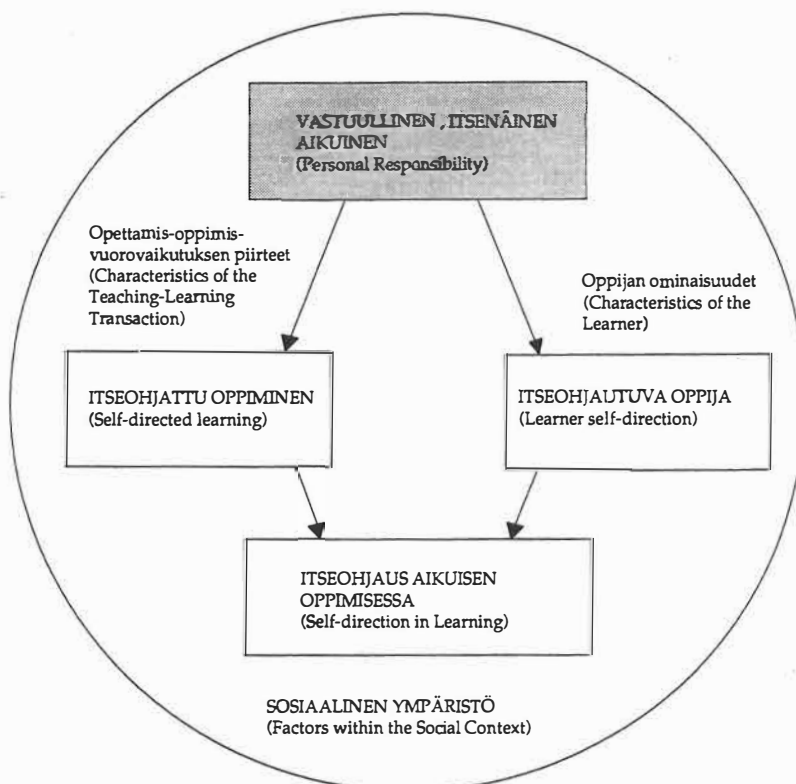 VASTUULLINEN , ITSENÄINEN
AIKUINEN
(Personal Responsibility)
Opettamis-oppimis-
vuorovaikutuksen piirteet
(Characteristics of the
Teaching-Learning
Transaction)
Oppijan ominaisuudet
(Characteristics of the
Learner)
ITSEOHJATTU OPPIMINEN
(Self-directed learning)
ITSEOHJAUTUVA OPPIJA
(Learner self-direction)
ITSEOHJAUS AIKUISEN
OPPIMISESSA
(Self-direction in Learning)
SOSIAALINEN YMPÄRISTÖ
(Factors within the Social Context)